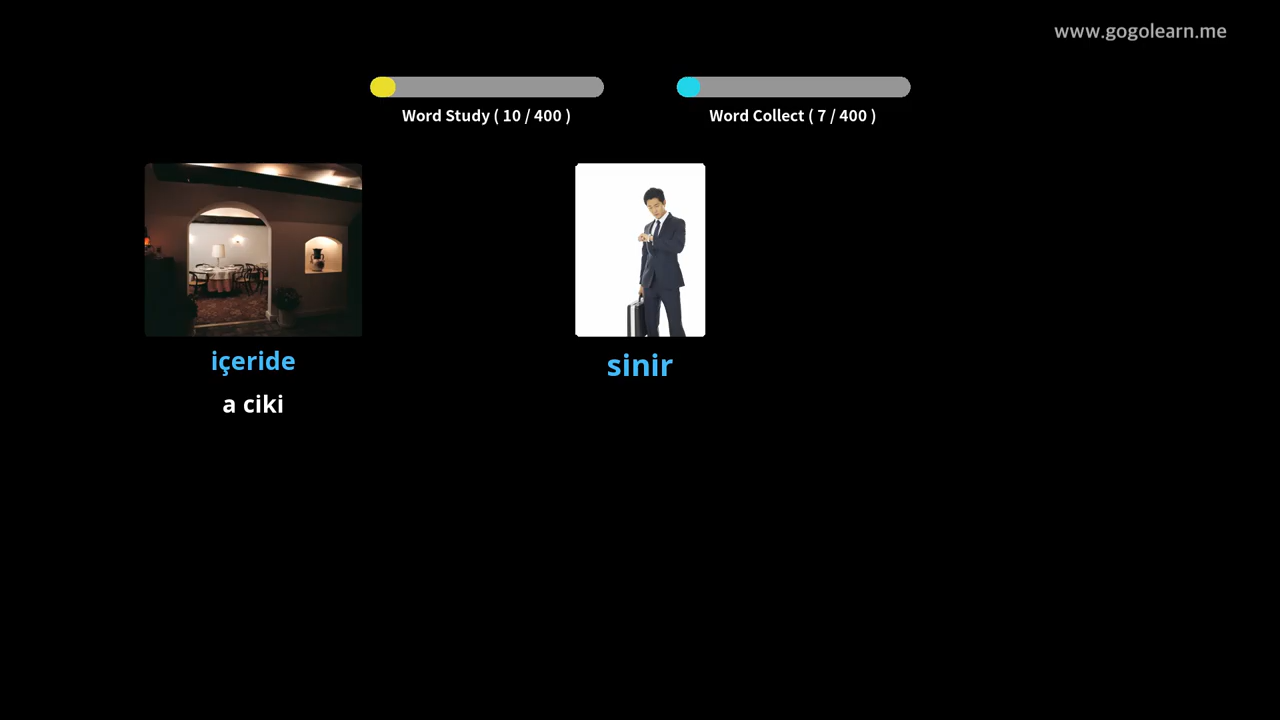 www.gogolearn.me
Word Study ( 10 / 400 )
Word Collect ( 7 / 400 )
içeride
sinir
a ciki